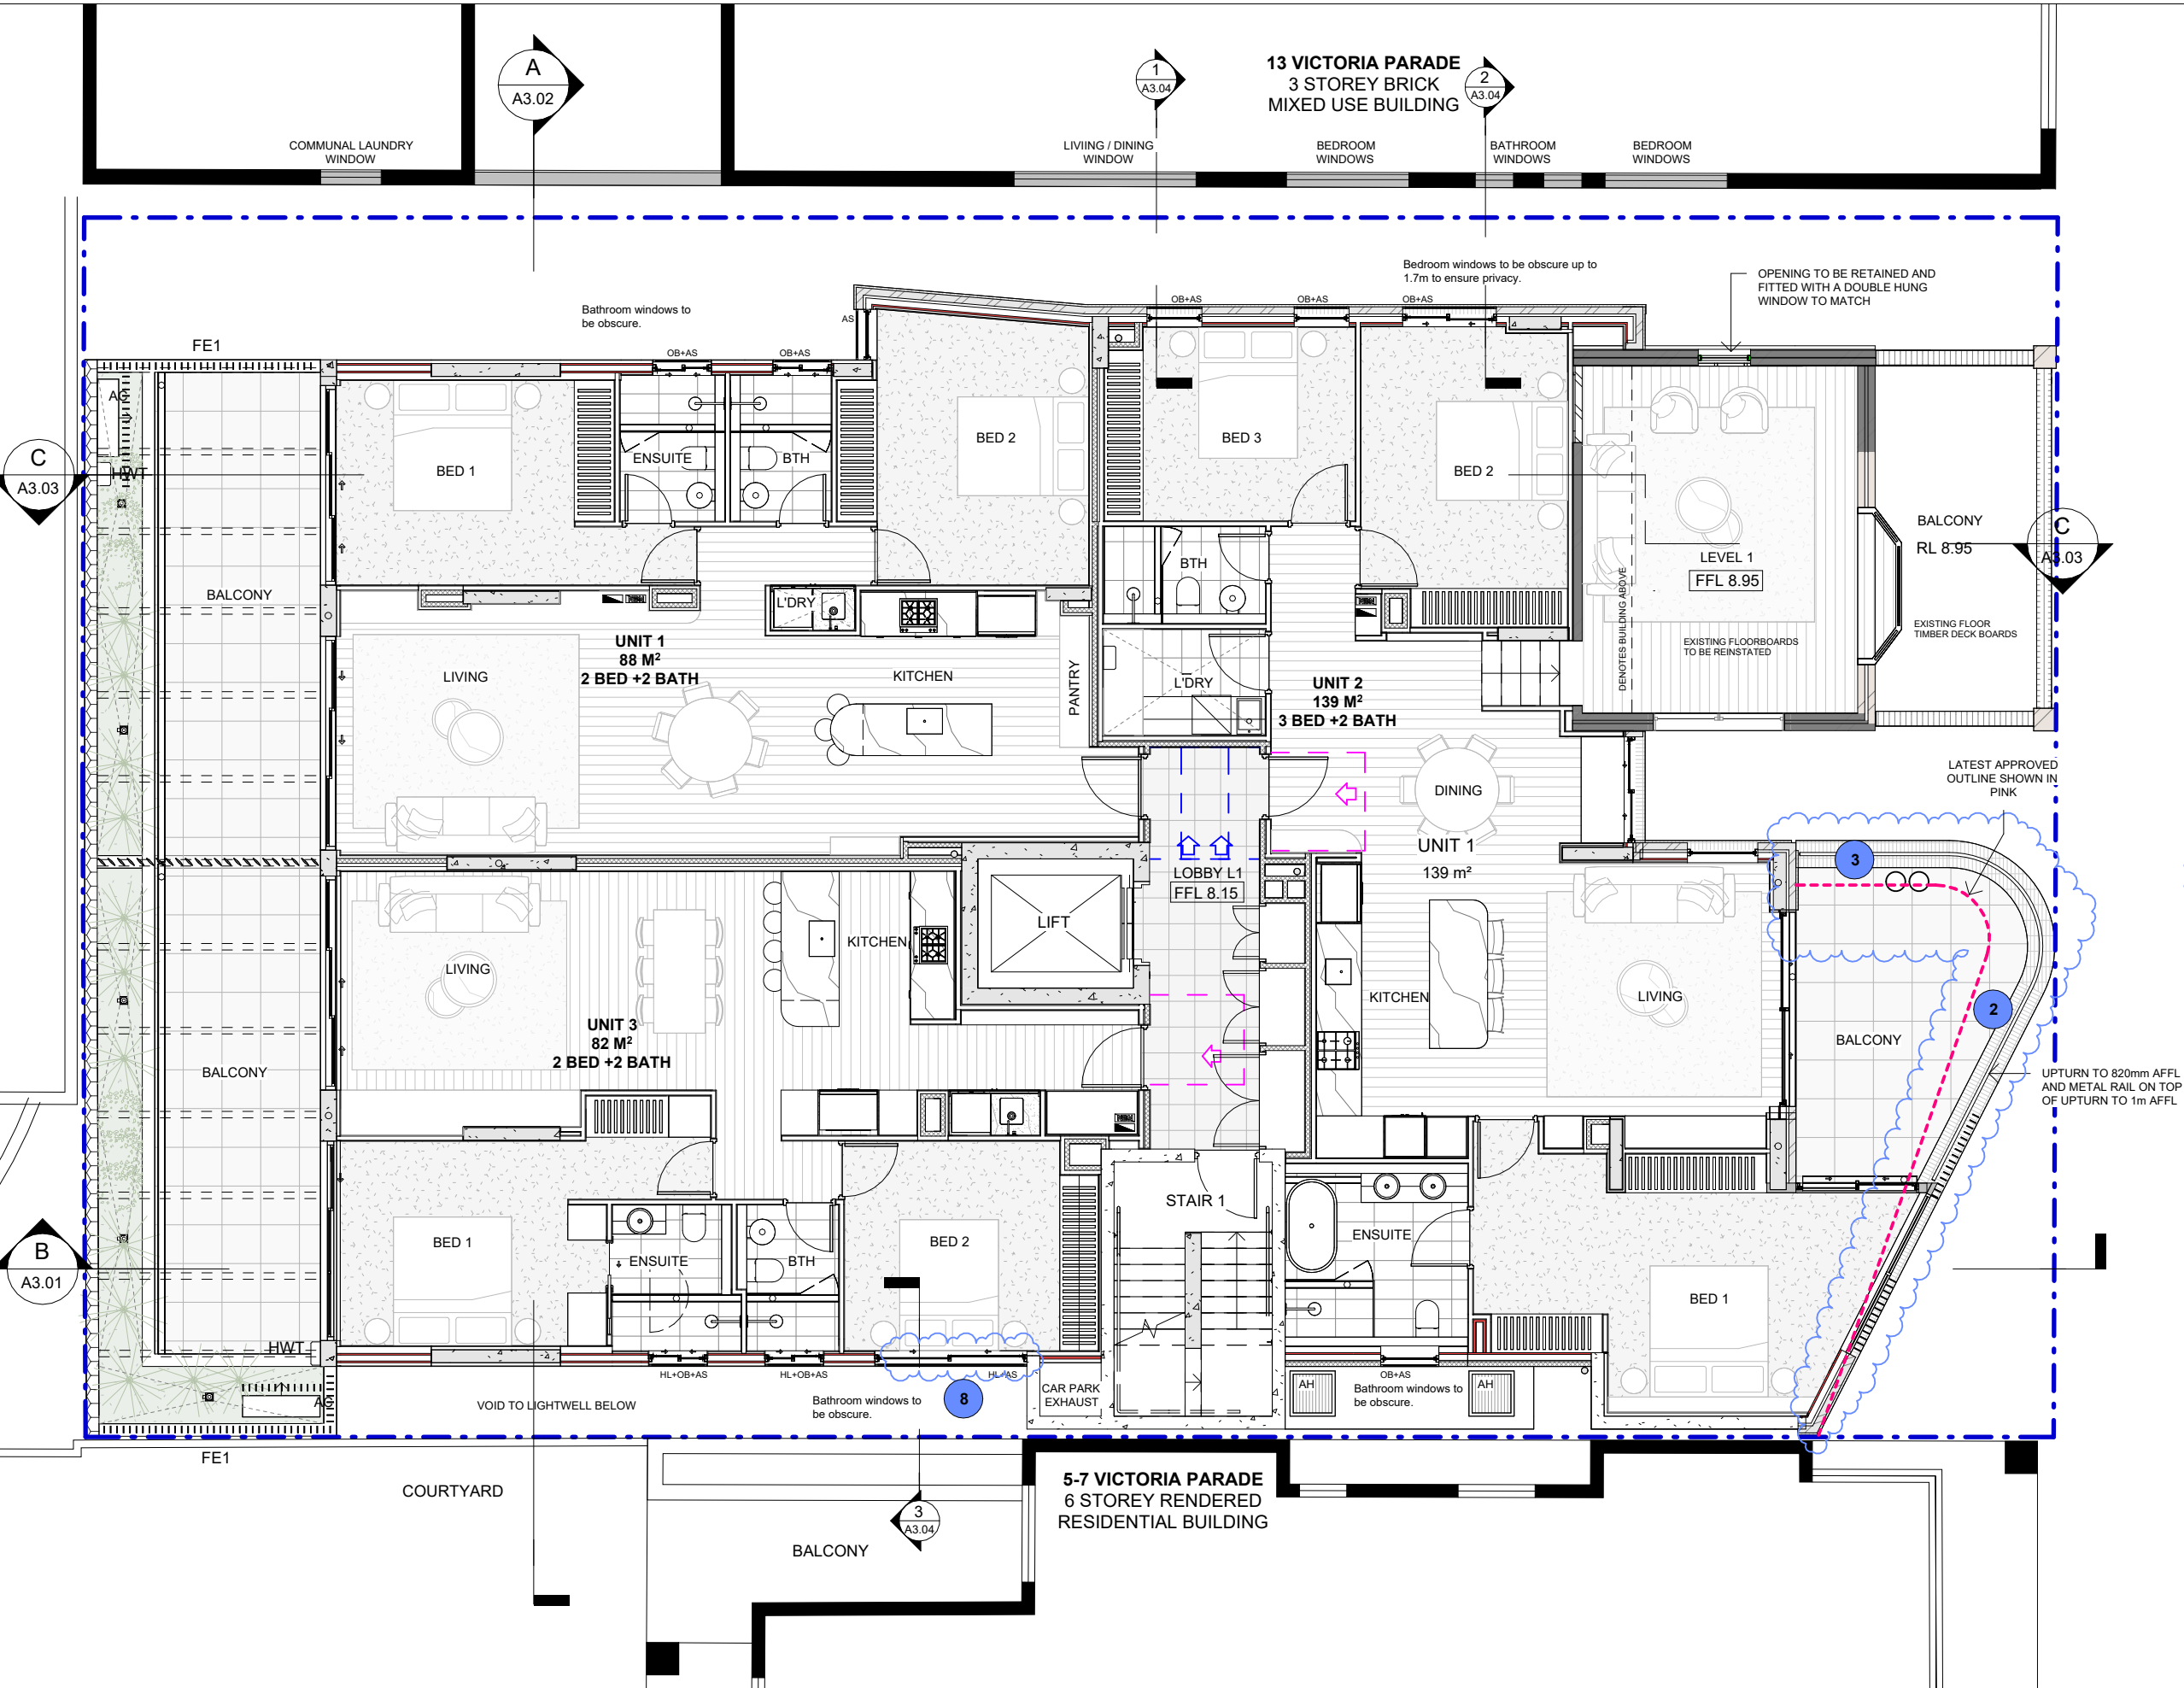 A
A3.02
1
A3.04
13 VICTORIA PARADE
3 STOREY BRICK
MIXED USE BUILDING
2
A3.04
COMMUNAL LAUNDRY
WINDOW
LIVIING / DINING
WINDOW
BEDROOM
WINDOWS
BATHROOM
WINDOWS
BEDROOM
WINDOWS
Bedroom windows to be obscure up to
1.7m to ensure privacy.
OPENING TO BE RETAINED AND
FITTED WITH A DOUBLE HUNG
WINDOW TO MATCH
Bathroom windows to
be obscure.
OB+AS
OB+AS
OB+AS
AS
FE1
OB+AS
OB+AS
AC
C
A3.03
HWT
BED 1
ENSUITE
BTH
BED 2
BED 3
BED 2
BALCONY
RL 8.95
C
A3.03
LEVEL 1
FFL 8.95
BTH
BALCONY
L'DRY
DENOTES BUILDING ABOVE
EXISTING FLOOR
TIMBER DECK BOARDS
EXISTING FLOORBOARDS
TO BE REINSTATED
UNIT 1
88 M²
2 BED +2 BATH
LIVING
KITCHEN
PANTRY
L'DRY
UNIT 2
139 M²
3 BED +2 BATH
LATEST APPROVED
OUTLINE SHOWN IN
PINK
DINING
UNIT 1
139 m²
3
LOBBY L1
FFL 8.15
LIFT
KITCHEN
LIVING
KITCHEN
LIVING
2
UNIT 3
82 M²
2 BED +2 BATH
BALCONY
BALCONY
UPTURN TO 820mm AFFL
AND METAL RAIL ON TOP
OF UPTURN TO 1m AFFL
STAIR 1
B
A3.01
BED 1
ENSUITE
BTH
BED 2
ENSUITE
BED 1
HWT
HL+OB+AS
HL+OB+AS
HL+AS
OB+AS
AC
VOID TO LIGHTWELL BELOW
Bathroom windows to
be obscure.
8
CAR PARK
EXHAUST
AH
Bathroom windows to
be obscure.
AH
FE1
COURTYARD
5-7 VICTORIA PARADE
6 STOREY RENDERED
RESIDENTIAL BUILDING
3
A3.04
BALCONY